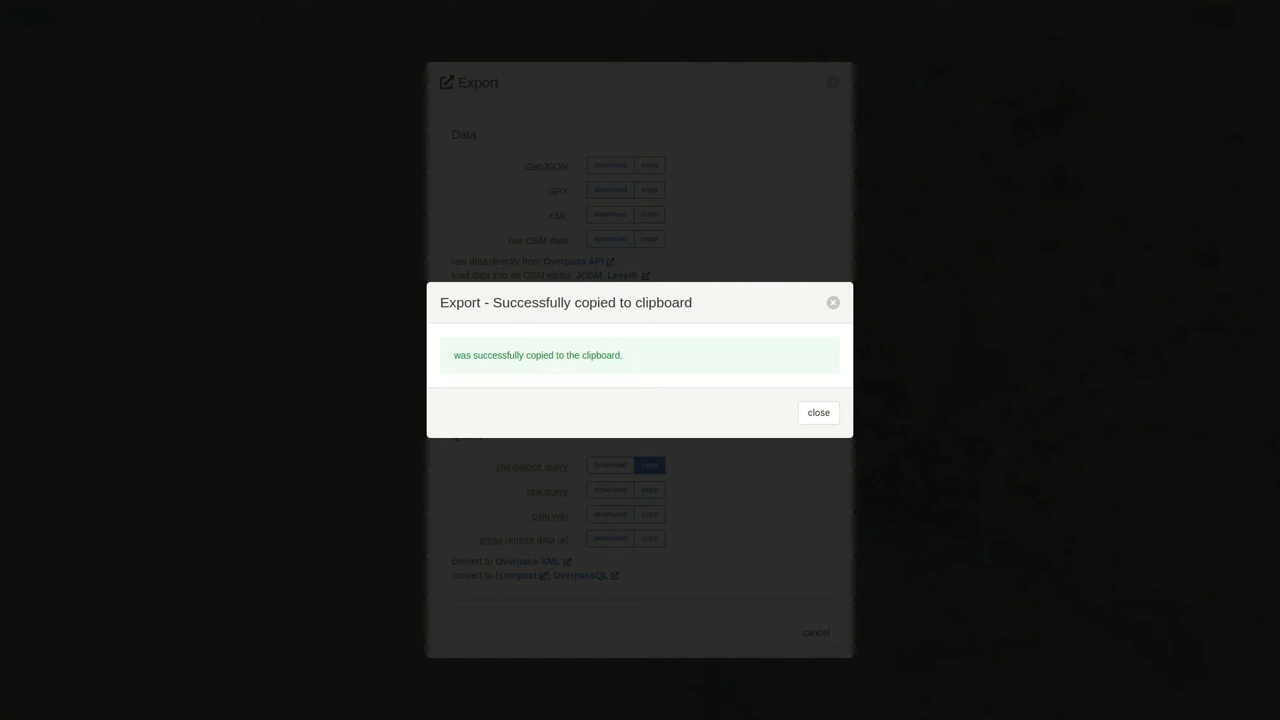 Export
Data
GeoJSON download copy
GPX download copy
KML download copy
raw OSM data download copy
raw data directly from Overpass API
load data into an OSM editor: JOSM, Level0
Export - Successfully copied to clipboard
was successfully copied to the clipboard.
close
Query
standalone query download copy
raw query download copy
osm wiki download copy
umap remote data url download copy
convert to Overpass-XML
convert to (compact) OverpassQL
cancel